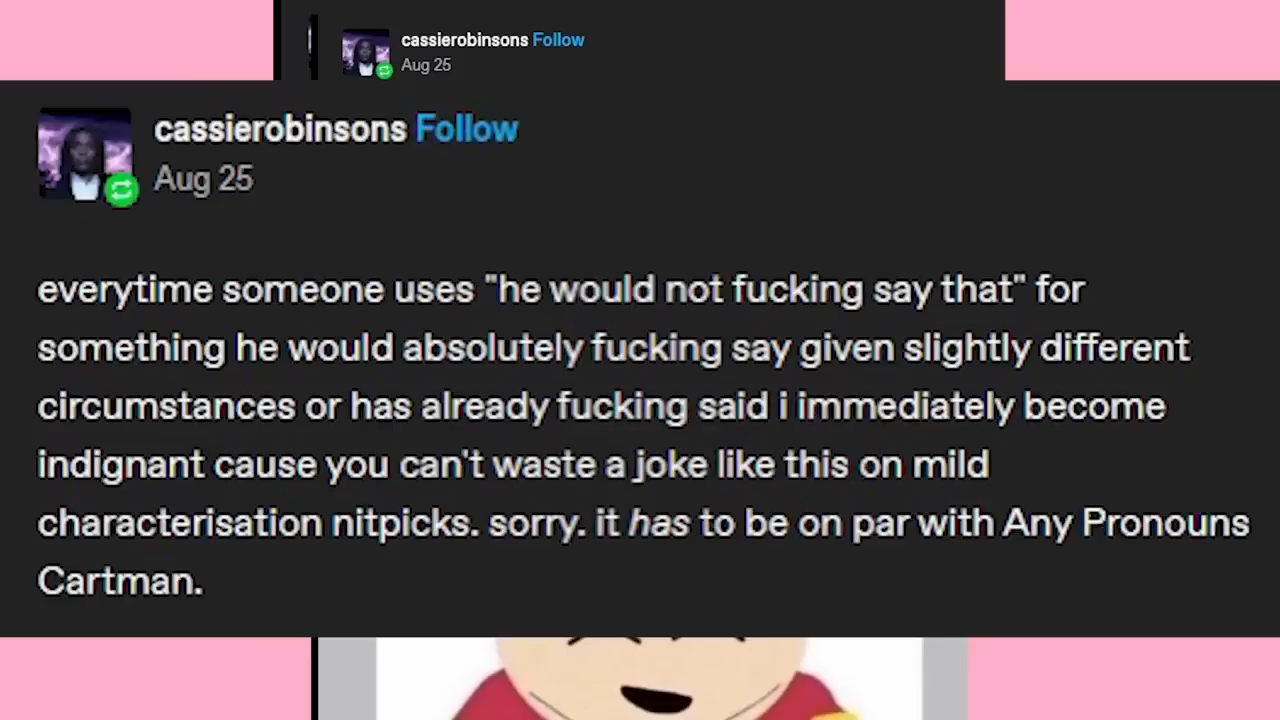 cassierobinsons Follow
Aug 25
cassierobinsons Follow
Aug 25
everytime someone uses "he would not fucking say that" for
something he would absolutely fucking say given slightly different
circumstances or has already fucking said i immediately become
indignant cause you can't waste a joke like this on mild
characterisation nitpicks. sorry. it has to be on par with Any Pronouns
Cartman.